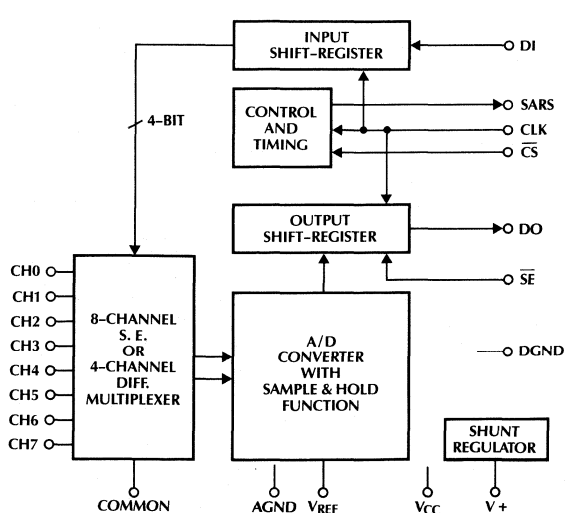 INPUT
SHIFT-REGISTER
DI
4-BIT
CONTROL
AND
TIMING
SARS
CLK
CS
OUTPUT
SHIFT-REGISTER
DO
SE
CH0
CH1
CH2
CH3
CH4
CH5
CH6
CH7
8-CHANNEL
S. E.
OR
4-CHANNEL
DIFF.
MULTIPLEXER
A/D
CONVERTER
WITH
SAMPLE & HOLD
FUNCTION
DGND
SHUNT
REGULATOR
COMMON
AGND
VREF
VCC
V +